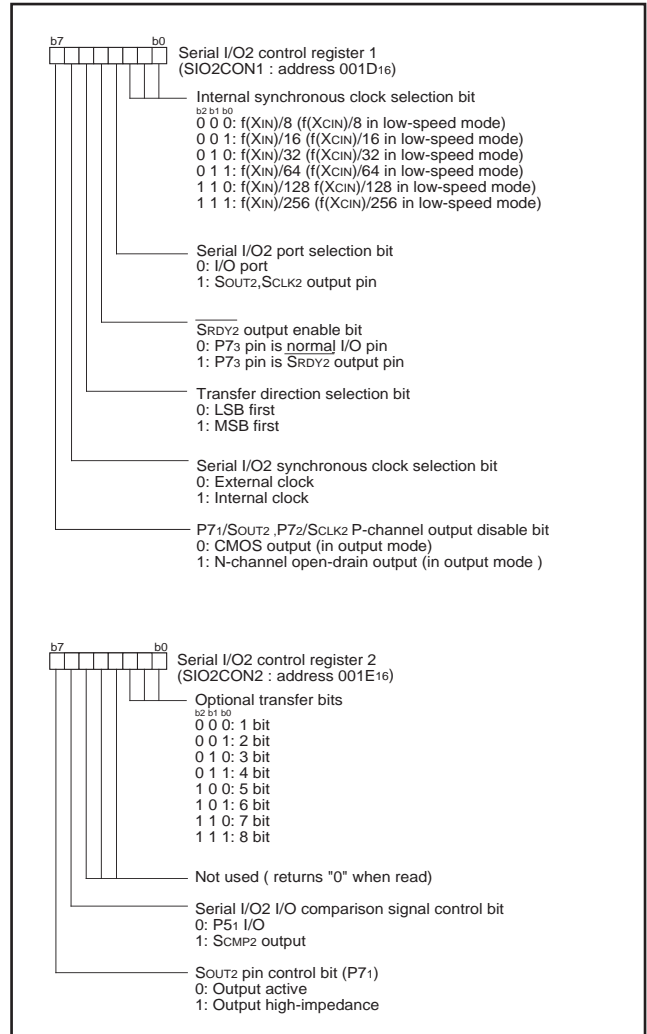 b7 b0
Serial I/O2 control register 1
(SIO2CON1 : address 001D16)
Internal synchronous clock selection bit
b2 b1 b0
0 0 0: f(XIN)/8 (f(XCIN)/8 in low-speed mode)
0 0 1: f(XIN)/16 (f(XCIN)/16 in low-speed mode)
0 1 0: f(XIN)/32 (f(XCIN)/32 in low-speed mode)
0 1 1: f(XIN)/64 (f(XCIN)/64 in low-speed mode)
1 1 0: f(XIN)/128 f(XCIN)/128 in low-speed mode)
1 1 1: f(XIN)/256 (f(XCIN)/256 in low-speed mode)
Serial I/O2 port selection bit
0: I/O port
1: SOUT2,SCLK2 output pin
SRDY2 output enable bit
0: P73 pin is normal I/O pin
1: P73 pin is SRDY2 output pin
Transfer direction selection bit
0: LSB first
1: MSB first
Serial I/O2 synchronous clock selection bit
0: External clock
1: Internal clock
P71/SOUT2 ,P72/SCLK2 P-channel output disable bit
0: CMOS output (in output mode)
1: N-channel open-drain output (in output mode )
b7 b0
Serial I/O2 control register 2
(SIO2CON2 : address 001E16)
Optional transfer bits
b2 b1 b0
0 0 0: 1 bit
0 0 1: 2 bit
0 1 0: 3 bit
0 1 1: 4 bit
1 0 0: 5 bit
1 0 1: 6 bit
1 1 0: 7 bit
1 1 1: 8 bit
Not used ( returns "0" when read)
Serial I/O2 I/O comparison signal control bit
0: P51 I/O
1: SCMP2 output
SOUT2 pin control bit (P71)
0: Output active
1: Output high-impedance